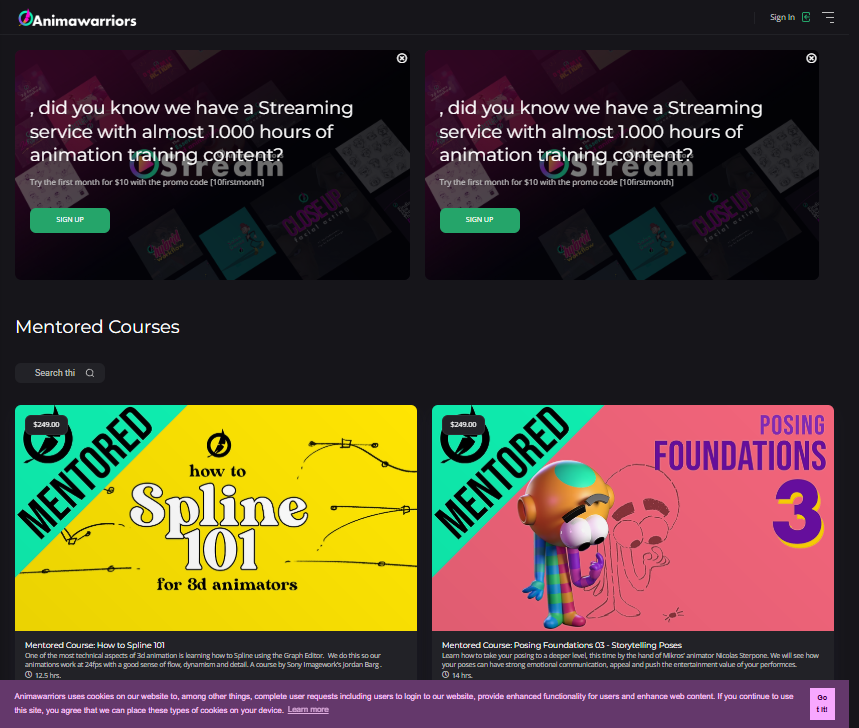 Animawarriors
Sign In
, did you know we have a Streaming
service with almost 1.000 hours of
animation training content?
Stream
Try the first month for $10 with the promo code [10firstmonth]
SIGN UP
CLOSE UP
facial acting
, did you know we have a Streaming
service with almost 1.000 hours of
animation training content?
Stream
Try the first month for $10 with the promo code [10firstmonth]
SIGN UP
CLOSE UP
facial acting
Mentored Courses
Search thi
$249.00
MENTORED
how to
Spline
101
for 3d animators
Mentored Course: How to Spline 101
One of the most technical aspects of 3d animation is learning how to Spline using the Graph Editor. We do this so our
animations work at 24fps with a good sense of flow, dynamism and detail. A course by Sony Imagework's Jordan Barg .
12.5 hrs.
$249.00
MENTORED
POSING
FOUNDATIONS
3
Mentored Course: Posing Foundations 03 - Storytelling Poses
Learn how to take your posing to a deeper level, this time by the hand of Mikros' animator Nicolas Sterpone. We will see how
your poses can have strong emotional communication, appeal and push the entertainment value of your performces.
14 hrs.
Animawarriors uses cookies on our website to, among other things, complete user requests including users to login to our website, provide enhanced functionality for users and enhance web content. If you continue to use
this site, you agree that we can place these types of cookies on your device. Learn more
Go
t it!